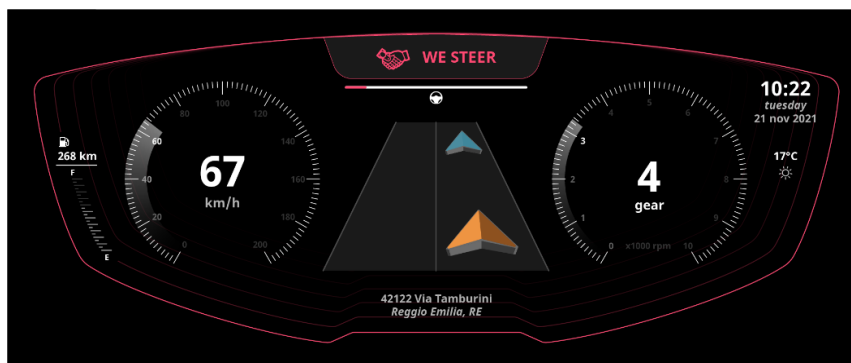 WE STEER
10:22
tuesday
21 nov 2021
268 km
F
E
17°C
0
20
40
60
80
100
120
140
160
180
200
67
km/h
0
1
2
3
4
5
6
7
8
9
10
x1000 rpm
4
gear
42122 Via Tamburini
Reggio Emilia, RE